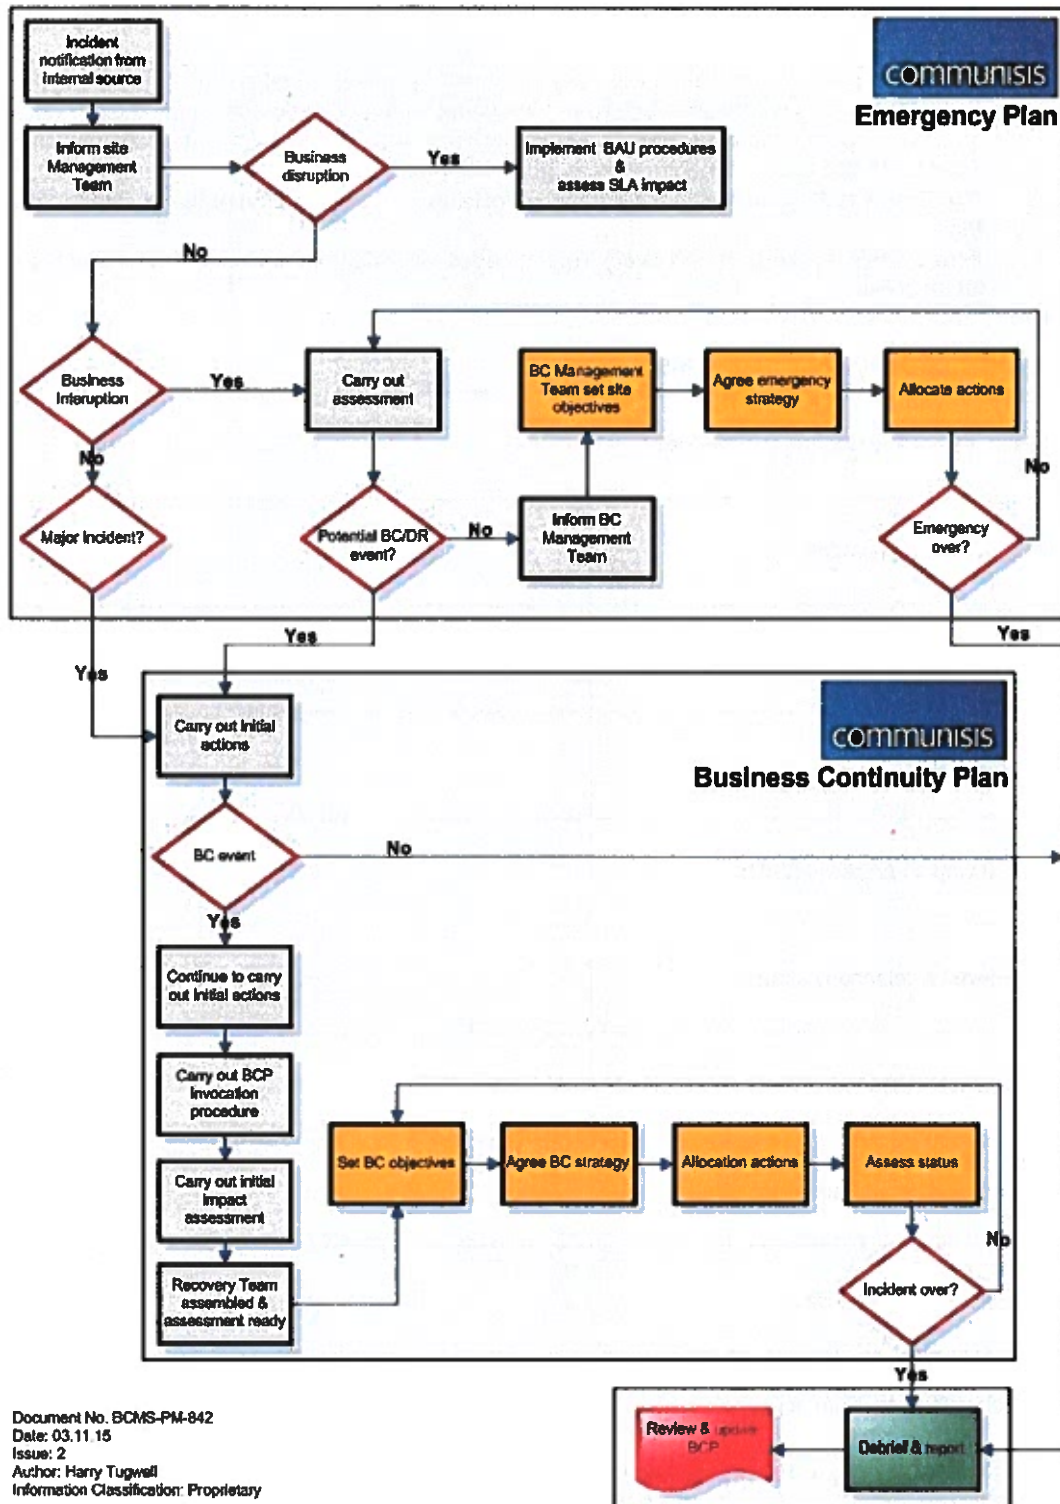 Incident
notification from
internal source
communisis
Emergency Plan
Inform site
Management
Team
Business
disruption
Yes
Implement BAU procedures
&
assess SLA impact
No
Business
Interuption
Yes
Carry out
assessment
BC Management
Team set site
objectives
Agree emergency
strategy
Allocate actions
No
No
Major Incident?
Potential BC/DR
event?
No
Inform BC
Management
Team
Emergency
over?
Yes
Yes
Yes
Carry out initial
actions
communisis
Business Continuity Plan
BC event
No
Yes
Continue to carry
out initial actions
Carry out BCP
Invocation
procedure
Set BC objectives
Agree BC strategy
Allocation actions
Assess status
Carry out initial
impact
assessment
No
Recovery Team
assembled &
assessment ready
Incident over?
Yes
Review & update
BCP
Debrief & report
Document No. BCMS-PM-842
Date: 03.11.15
Issue: 2
Author: Harry Tugwell
Information Classification: Proprietary